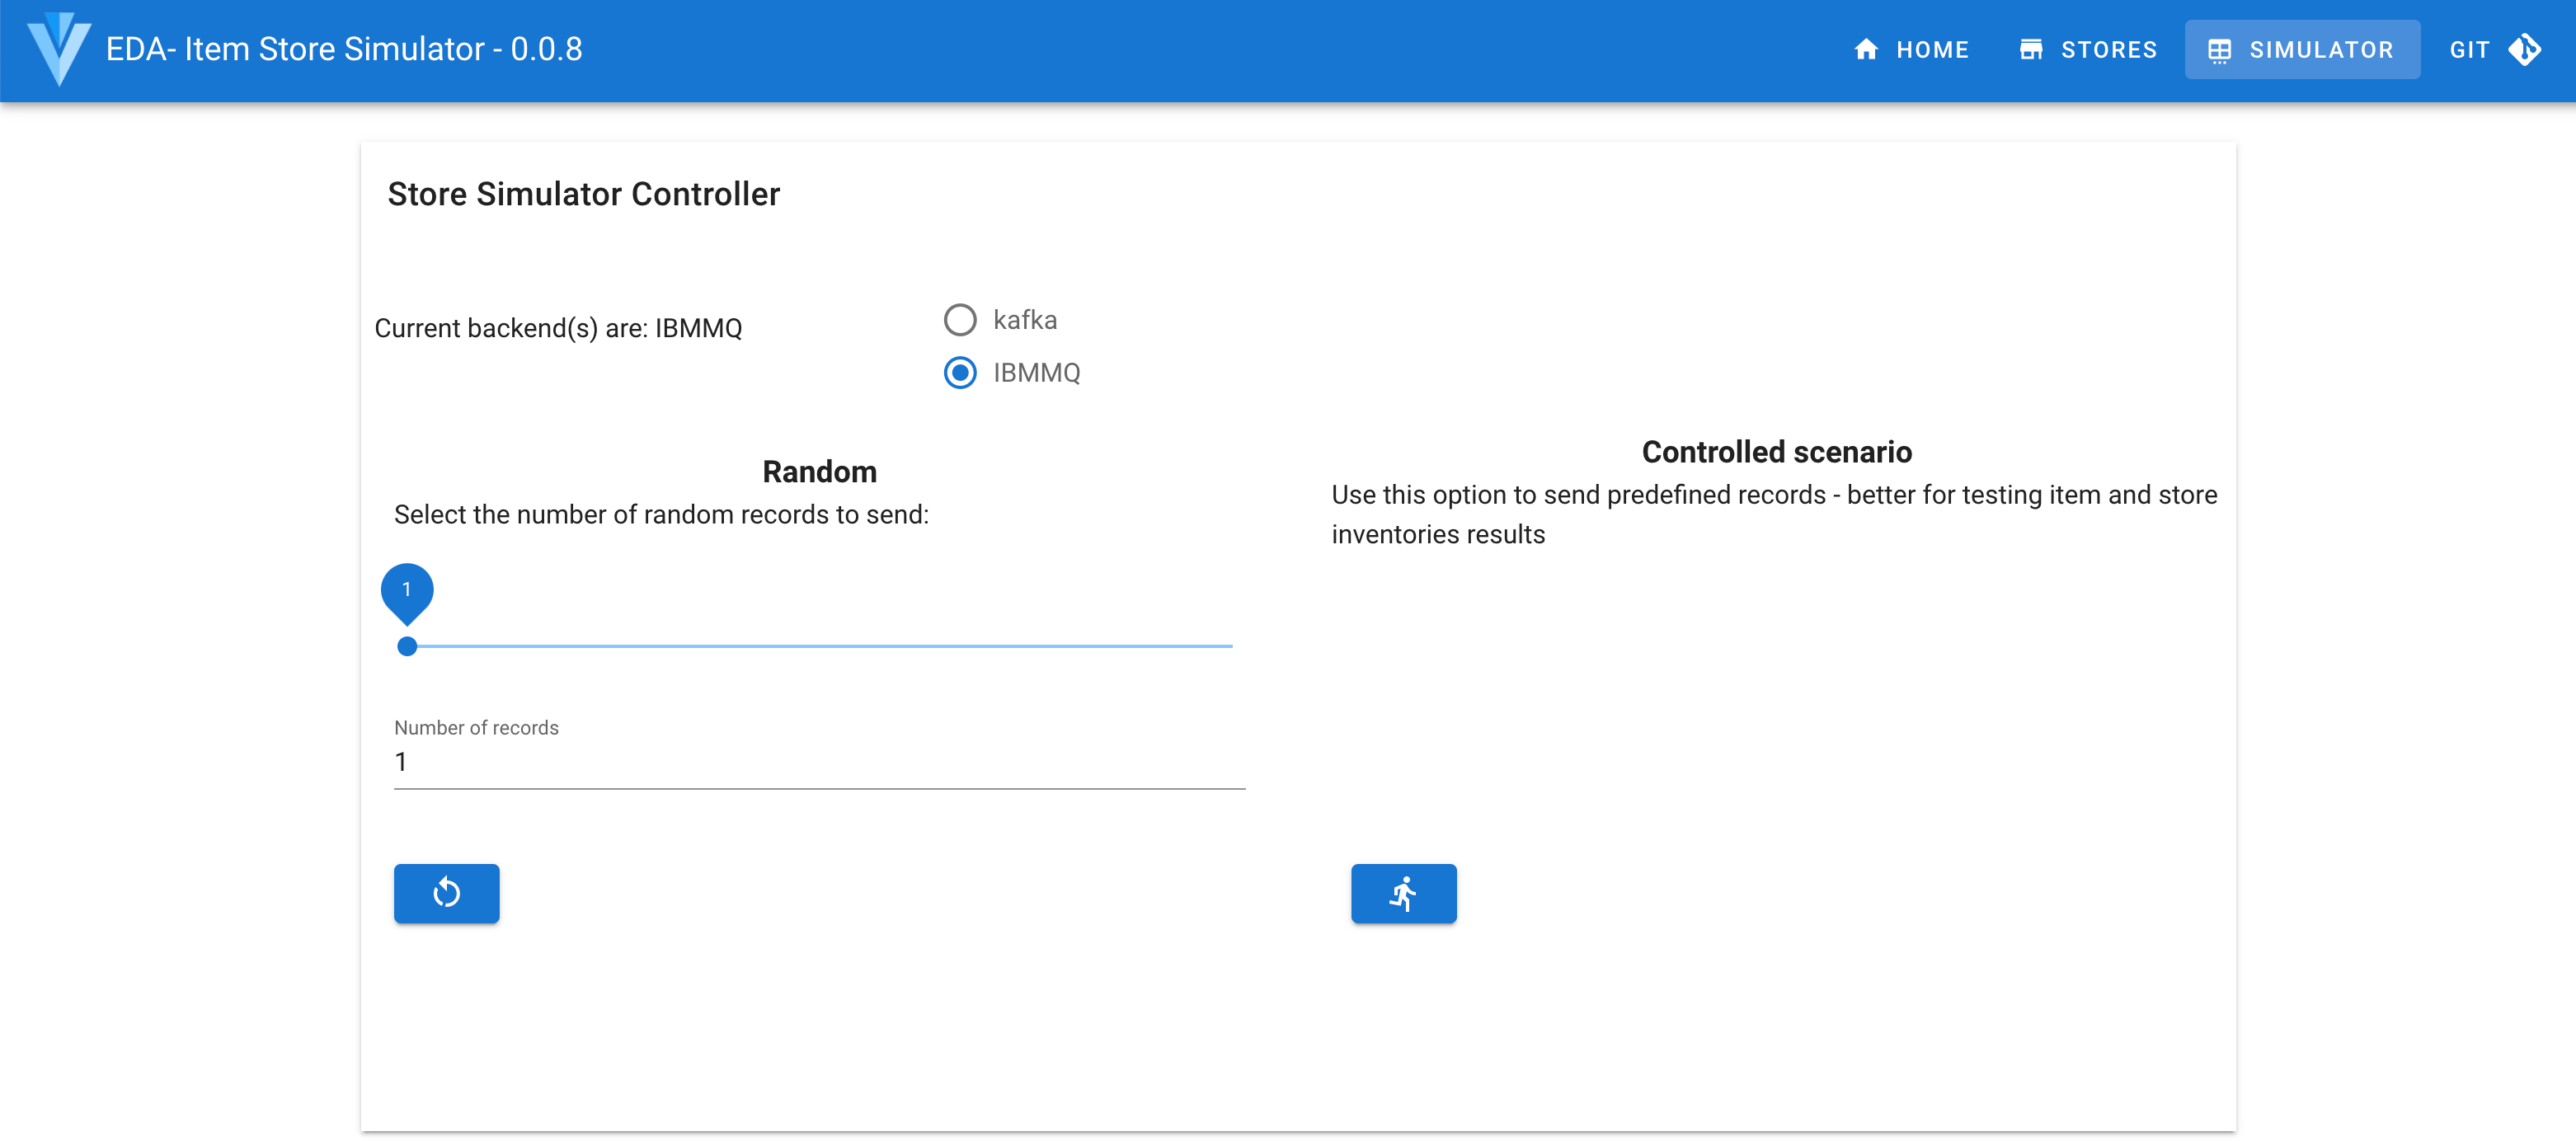 EDA- Item Store Simulator - 0.0.8
HOME
STORES
SIMULATOR
GIT
Store Simulator Controller
Current backend(s) are: IBMMQ
kafka
IBMMQ
Random
Select the number of random records to send:
1
Number of records
1
Controlled scenario
Use this option to send predefined records - better for testing item and store
inventories results